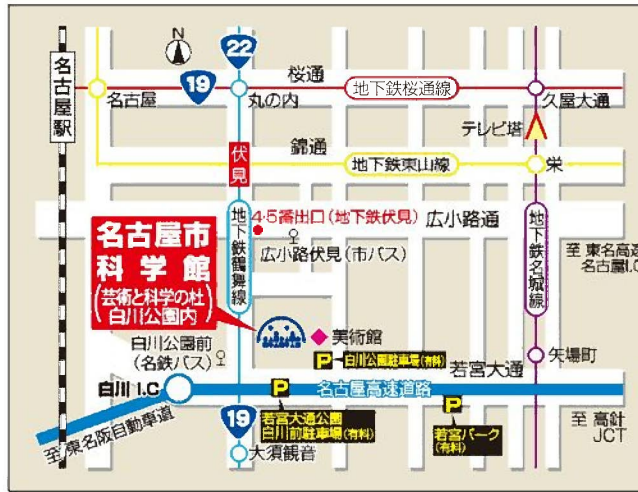 N
22
19
桜通
地下鉄桜通線
名古屋駅
名古屋
丸の内
久屋大通
テレビ塔
伏見
錦通
地下鉄東山線
栄
4・5番出口(地下鉄伏見)
広小路通
名古屋市
科学館
(芸術と科学の杜
白川公園内)
地下鉄鶴舞線
広小路伏見(市バス)
地下鉄名城線
至 東名高速
名古屋I.C
白川公園前
(名鉄バス)
美術館
P
白川公園駐車場(有料)
若宮大通
矢場町
白川 I.C
P
名古屋高速道路
P
至 東名阪自動車道
若宮大通公園
白川前駐車場(有料)
19
若宮パーク
(有料)
至 高針
JCT
大須観音